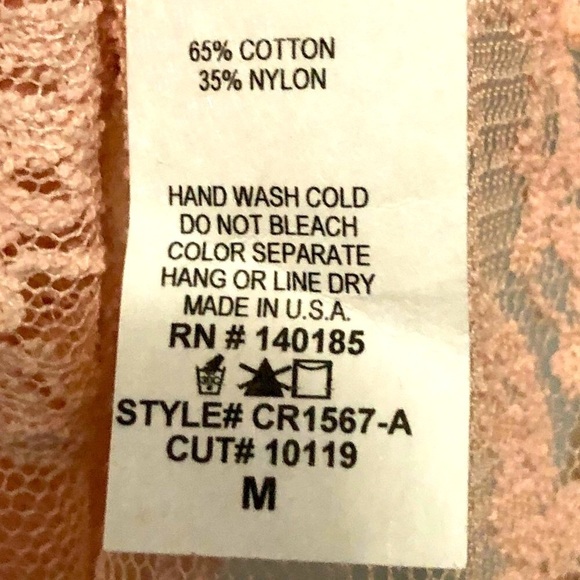 65% COTTON
35% NYLON
HAND WASH COLD
DO NOT BLEACH
COLOR SEPARATE
HANG OR LINE DRY
MADE IN U.S.A.
RN # 140185
STYLE# CR1567-A
CUT# 10119
M